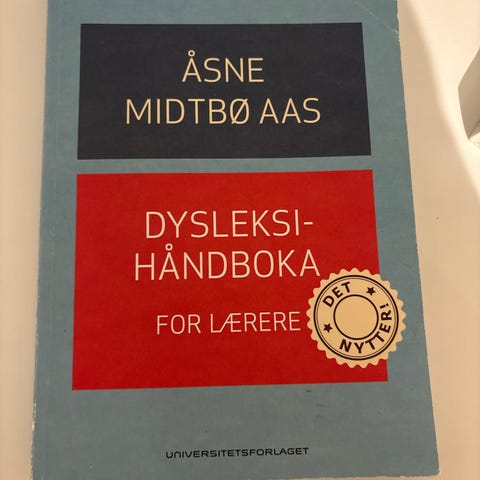 ÅSNE
MIDTBØ AAS
DYSLEKSI-
HÅNDBOKA
FOR LÆRERE
DET
NYTTER!
UNIVERSITETSFORLAGET